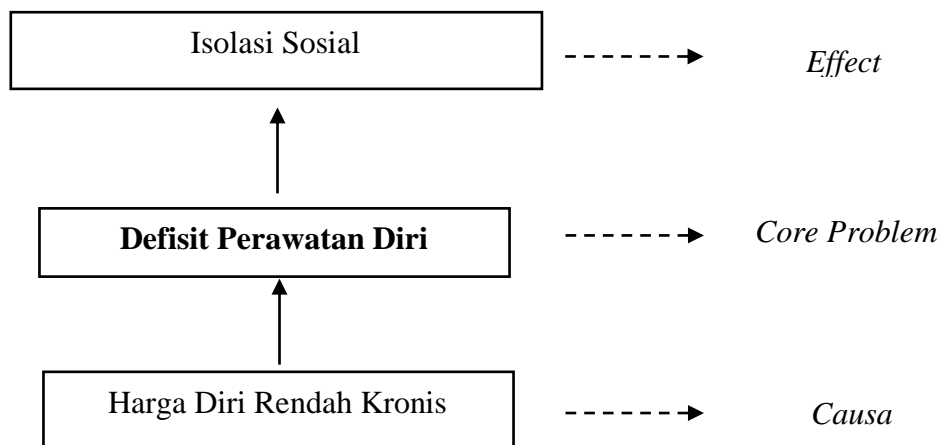 Isolasi Sosial
Effect
Defisit Perawatan Diri
Core Problem
Harga Diri Rendah Kronis
Causa